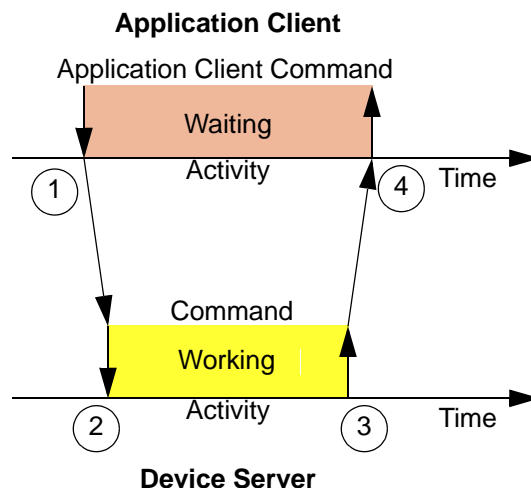 Application Client
Application Client Command
Waiting
Activity
1
4
Time
Command
Working
Activity
2
3
Time
Device Server